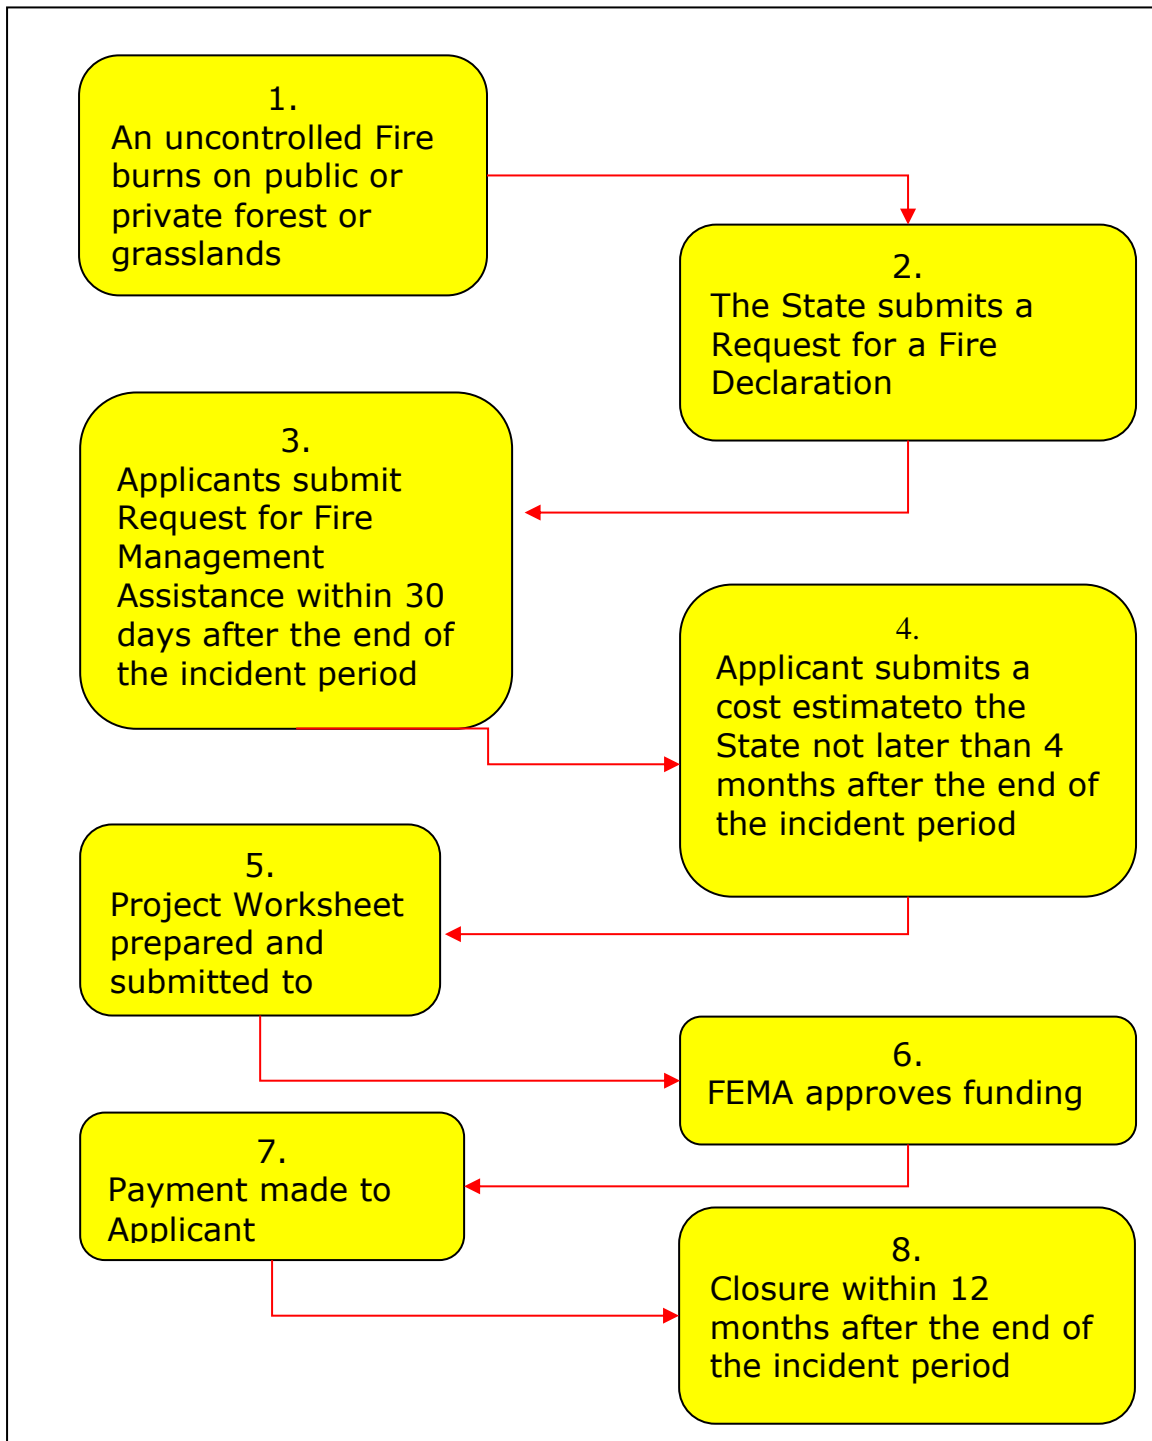 1.
An uncontrolled Fire
burns on public or
private forest or
grasslands
2.
The State submits a
Request for a Fire
Declaration
3.
Applicants submit
Request for Fire
Management
Assistance within 30
days after the end of
the incident period
4.
Applicant submits a
cost estimateto the
State not later than 4
months after the end of
the incident period
5.
Project Worksheet
prepared and
submitted to
6.
FEMA approves funding
7.
Payment made to
Applicant
8.
Closure within 12
months after the end of
the incident period